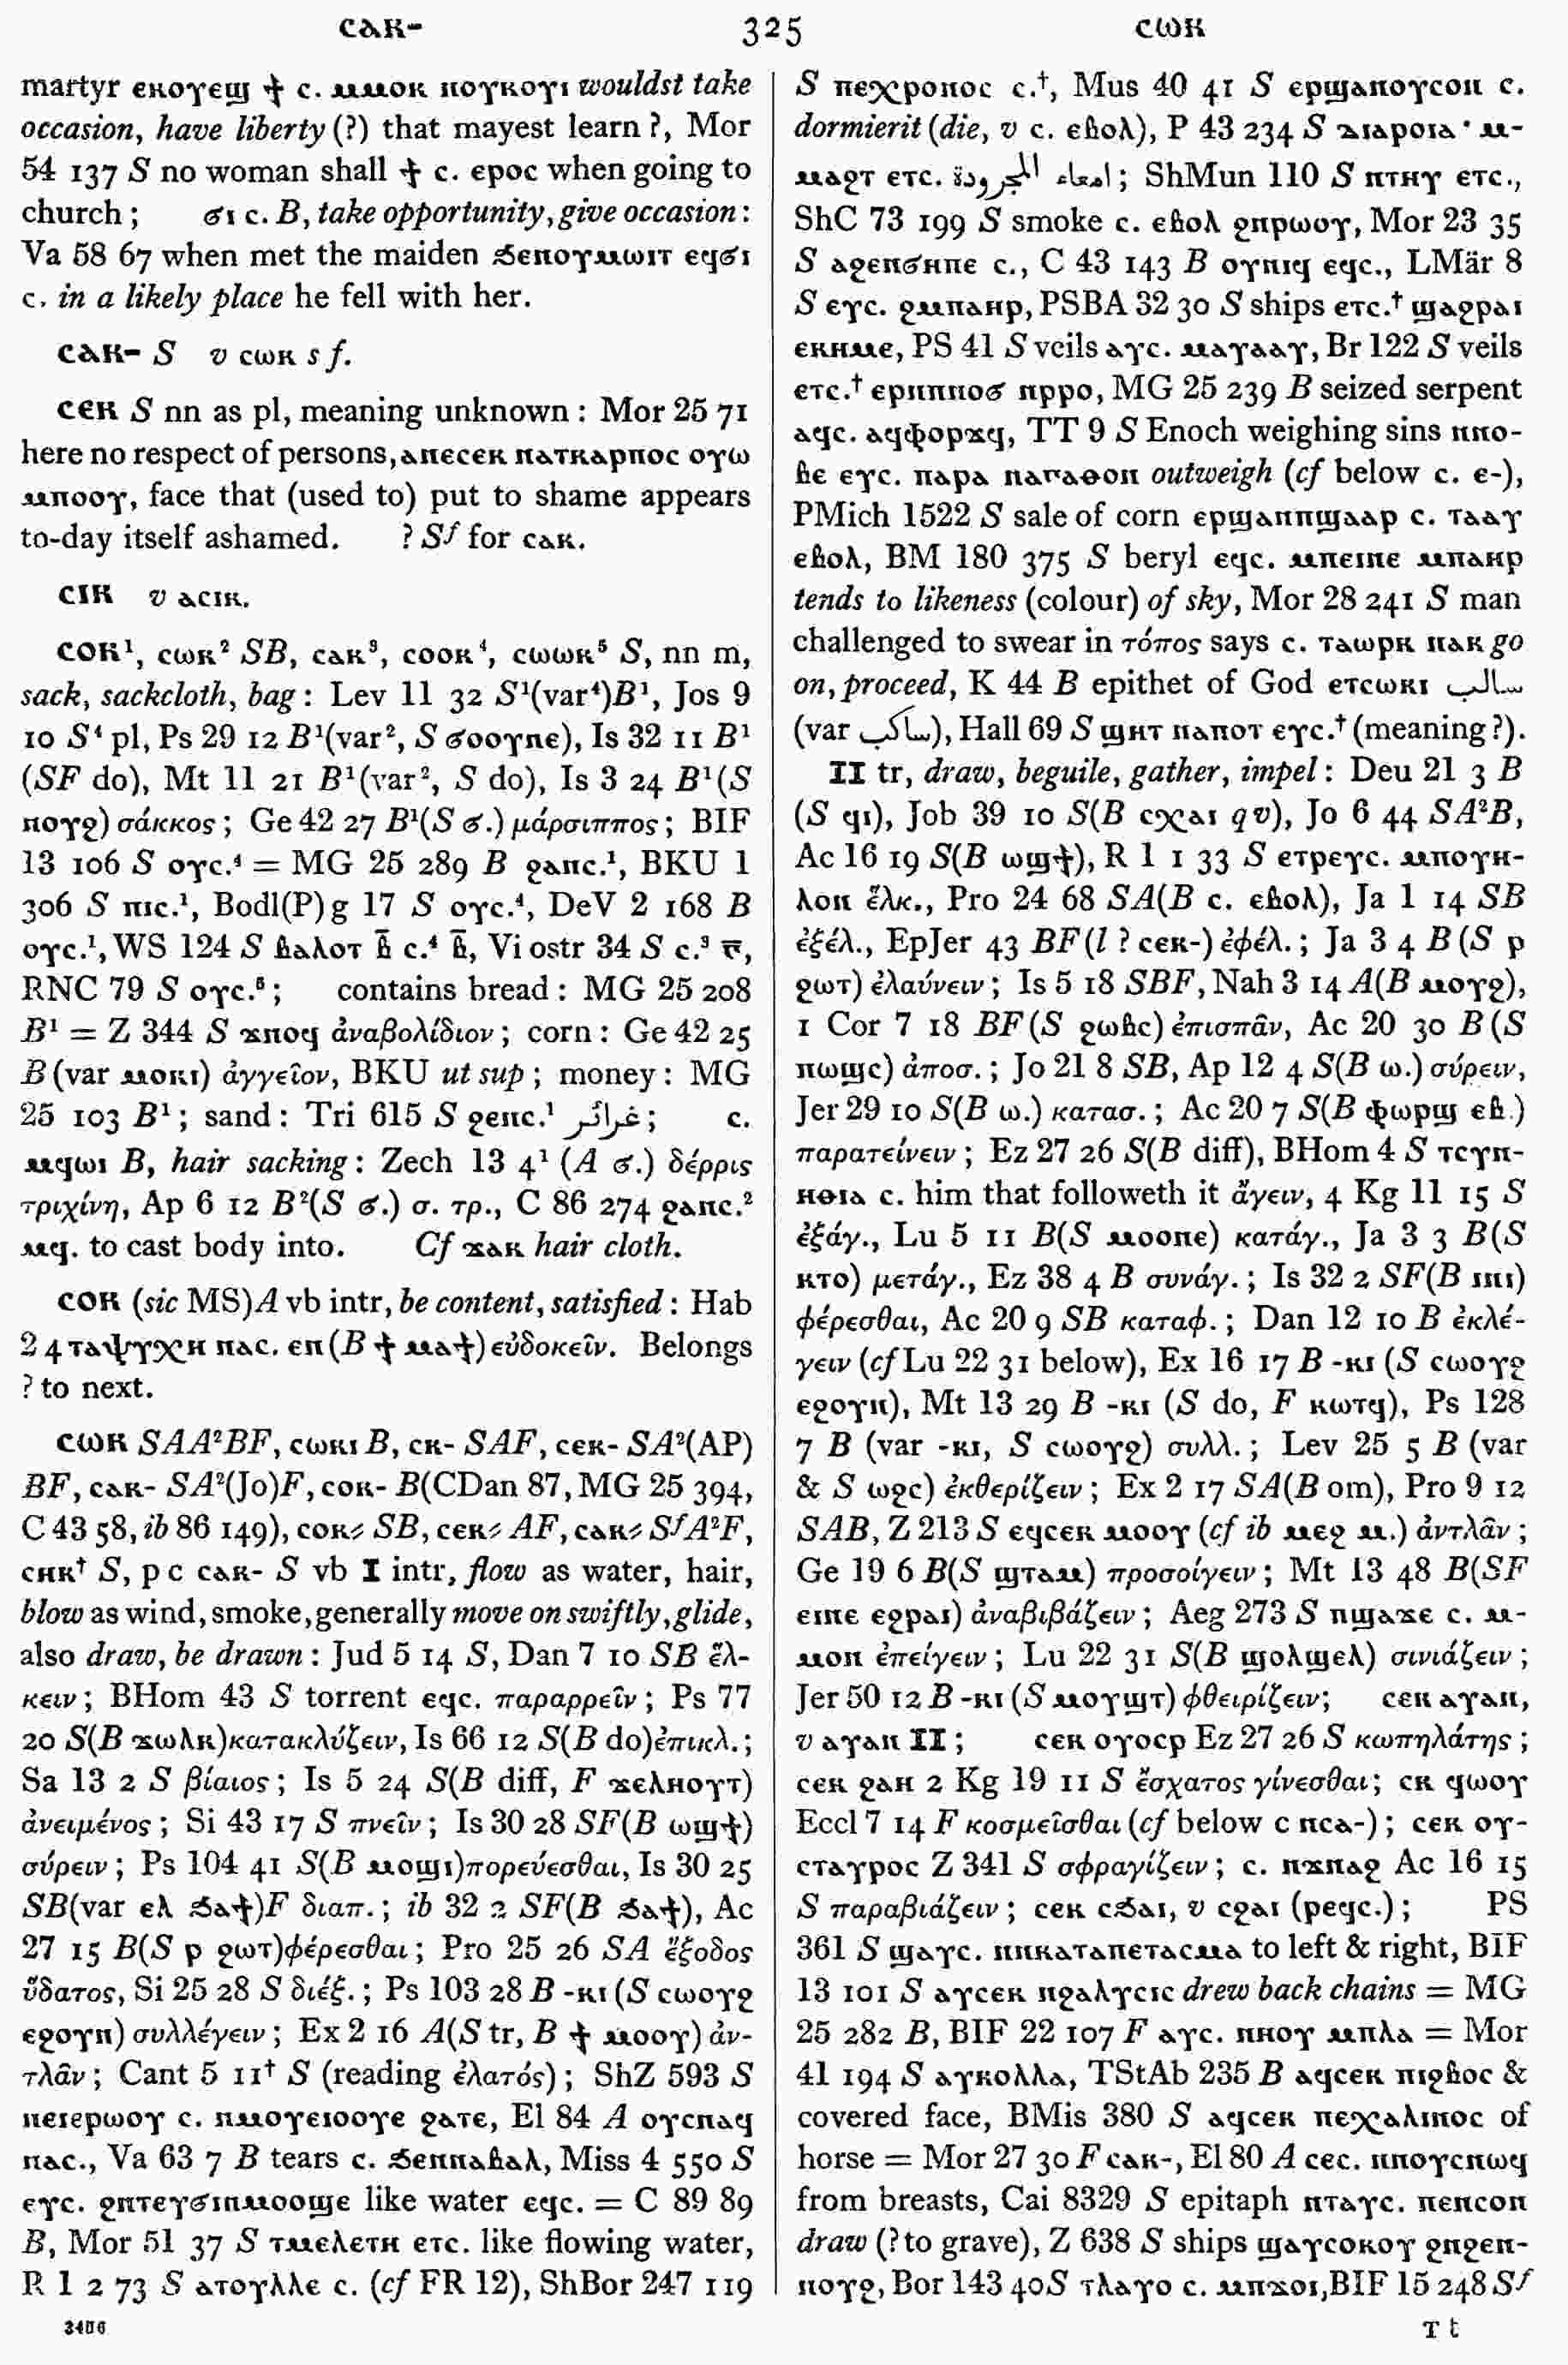 ⲥⲁⲕ- 325 ⲥⲱⲕ
martyr ⲉⲕⲟⲩⲉϣ ϯ ⲥ. ⲙⲙⲟⲕ ⲛⲟⲩⲕⲟⲩⲓ wouldst take
occasion, have liberty (?) that mayest learn ?, Mor
54 137 S no woman shall ϯ ⲥ. ⲉⲣⲟⲥ when going to
church ; ϭⲓ ⲥ. B, take opportunity, give occasion :
Va 58 67 when met the maiden ϧⲉⲛⲟⲩⲙⲱⲓⲧ ⲉϥϭⲓ
ⲥ. in a likely place he fell with her.
ⲥⲁⲕ- S v ⲥⲱⲕ s f.
ⲥⲉⲕ S nn as pl, meaning unknown : Mor 25 71
here no respect of persons, ⲁⲡⲉⲥⲉⲕ ⲛⲁⲧⲕⲁⲣⲡⲟⲥ ⲟⲩⲱ
ⲙⲡⲟⲟⲩ, face that (used to) put to shame appears
to-day itself ashamed. ? Sf for ⲥⲁⲕ.
ⲥⲓⲕ v ⲁⲥⲓⲕ.
ⲥⲟⲕ¹, ⲥⲱⲕ² SB, ⲥⲁⲕ³, ⲥⲟⲟⲕ⁴, ⲥⲱⲱⲕ⁵ S, nn m,
sack, sackcloth, bag : Lev 11 32 S¹(var⁴)B¹, Jos 9
10 S⁴ pl, Ps 29 12 B¹(var², S ϭⲟⲟⲩⲛⲉ), Is 32 11 B¹
(SF do), Mt 11 21 B¹(var², S do), Is 3 24 B¹(S
ⲛⲟⲩϩ) σάκκος ; Ge 42 27 B¹(S ϭ.) μάρσιππος ; BIF
13 106 S ⲟⲩⲥ.⁴ = MG 25 289 B ϩⲁⲛⲥ.¹, BKU 1
306 S ⲡⲓⲥ.¹, Bodl(P) g 17 S ⲟⲩⲥ.⁴, DeV 2 168 B
ⲟⲩⲥ.¹, WS 124 S ⲃⲁⲗⲟⲧ ⲃ̄ ⲥ.⁴ ⲃ̄, Vi ostr 34 S ⲥ.³ ⲡ̄,
RNC 79 S ⲟⲩⲥ.⁵ ; contains bread : MG 25 208
B¹ = Z 344 S ϫⲛⲟϥ ἀναβολίδιον ; corn : Ge 42 25
B (var ⲙⲟⲕⲓ) ἀγγεῖον, BKU ut sup ; money : MG
25 103 B¹ ; sand : Tri 615 S ϩⲉⲛⲥ.¹ غرائر ; ⲥ.
ⲙϥⲱⲓ B, hair sacking : Zech 13 4¹ (A ϭ.) δέρρις
τριχίνη, Ap 6 12 B²(S ϭ.) σ. τρ., C 86 274 ϩⲁⲛⲥ.²
ⲙϥ. to cast body into. Cf ϫⲁⲕ hair cloth.
ⲥⲟⲕ (sic MS) A vb intr, be content, satisfied : Hab
2 4 ⲧⲁⲯⲩⲭⲏ ⲛⲁⲥ. ⲉⲛ (B ϯ ⲙⲁϯ) εὐδοκεῖν. Belongs
? to next.
ⲥⲱⲕ SAA²BF, ⲥⲱⲕⲓ B, ⲥⲕ- SAF, ⲥⲉⲕ- SA²(AP)
BF, ⲥⲁⲕ- SA²(Jo)F, ⲥⲟⲕ- B(CDan 87, MG 25 394,
C 43 58, ib 86 149), ⲥⲟⲕ⸗ SB, ⲥⲉⲕ⸗ AF, ⲥⲁⲕ⸗ SfA²F,
ⲥⲏⲕ† S, p c ⲥⲁⲕ- S vb I intr, flow as water, hair,
blow as wind, smoke, generally move on swiftly, glide,
also draw, be drawn : Jud 5 14 S, Dan 7 10 SB ἕλ-
κειν ; BHom 43 S torrent ⲉϥⲥ. παραρρεῖν ; Ps 77
20 S(B ϫⲱⲗⲕ) κατακλύζειν, Is 66 12 S(B do) ἐπικλ. ;
Sa 13 2 S βίαιος ; Is 5 24 S(B diff, F ϫⲉⲗⲏⲟⲩⲧ)
ἀνειμένος ; Si 43 17 S πνεῖν ; Is 30 28 SF(B ⲱϣϯ)
σύρειν ; Ps 104 41 S(B ⲙⲟϣⲓ) πορεύεσθαι, Is 30 25
SB(var ⲉⲗ ϧⲁϯ)F διαπ. ; ib 32 2 SF(B ϧⲁϯ), Ac
27 15 B(S ⲣ ϩⲱⲧ) φέρεσθαι ; Pro 25 26 SA ἔξοδος
ὕδατος, Si 25 28 S διέξ. ; Ps 103 28 B -ⲕⲓ (S ⲥⲱⲟⲩϩ
ⲉϩⲟⲩⲛ) συλλέγειν ; Ex 2 16 A(S tr, B ϯ ⲙⲟⲟⲩ) ἀν-
τλᾶν ; Cant 5 11† S (reading ἐλατός) ; ShZ 593 S
ⲛⲉⲓⲉⲣⲱⲟⲩ ⲥ. ⲛⲙⲟⲩⲉⲓⲟⲟⲩⲉ ϩⲁⲧⲉ, El 84 A ⲟⲩⲥⲛⲁϥ
ⲛⲁⲥ., Va 63 7 B tears ⲥ. ϧⲉⲛⲛⲁⲃⲁⲗ, Miss 4 550 S
ⲉⲩⲥ. ϩⲛⲧⲉⲩϭⲓⲛⲙⲟⲟϣⲉ like water ⲉϥⲥ. = C 89 89
B, Mor 51 37 S ⲧⲙⲉⲗⲉⲧⲏ ⲉⲧⲥ. like flowing water,
R 1 2 73 S ⲁⲧⲟⲩⲗⲗⲉ ⲥ. (cf FR 12), ShBor 247 119
3406
S ⲡⲉⲭⲣⲟⲛⲟⲥ ⲥ.†, Mus 40 41 S ⲉⲣϣⲁⲛⲟⲩⲥⲟⲛ ⲥ.
dormierit (die, v ⲥ. ⲉⲃⲟⲗ), P 43 234 S ⲇⲓⲁⲣⲟⲓⲁ · ⲙ-
ⲙⲁϩⲧ ⲉⲧⲥ. امعاء المجرودة ; ShMun 110 S ⲡⲧⲏⲩ ⲉⲧⲥ.,
ShC 73 199 S smoke ⲥ. ⲉⲃⲟⲗ ϩⲛⲣⲱⲟⲩ, Mor 23 35
S ⲁϩⲉⲛϭⲏⲡⲉ ⲥ., C 43 143 B ⲟⲩⲛⲓϥ ⲉϥⲥ., LMär 8
S ⲉⲩⲥ. ϩⲙⲡⲁⲏⲣ, PSBA 32 30 S ships ⲉⲧⲥ.† ϣⲁϩⲣⲁⲓ
ⲉⲕⲏⲙⲉ, PS 41 S veils ⲁⲩⲥ. ⲙⲁⲩⲁⲁⲩ, Br 122 S veils
ⲉⲧⲥ.† ⲉⲣⲛⲡⲛⲟϭ ⲛⲣⲣⲟ, MG 25 239 B seized serpent
ⲁϥⲥ. ⲁϥⲫⲟⲣϫϥ, TT 9 S Enoch weighing sins ⲛⲛⲟ-
ⲃⲉ ⲉⲩⲥ. ⲡⲁⲣⲁ ⲛⲁⲅⲁⲑⲟⲛ outweigh (cf below ⲥ. ⲉ-),
PMich 1522 S sale of corn ⲉⲣϣⲁⲛⲡϣⲁⲁⲣ ⲥ. ⲧⲁⲁⲩ
ⲉⲃⲟⲗ, BM 180 375 S beryl ⲉϥⲥ. ⲙⲡⲉⲓⲛⲉ ⲙⲡⲁⲏⲣ
tends to likeness (colour) of sky, Mor 28 241 S man
challenged to swear in τόπος says ⲥ. ⲧⲁⲱⲣⲕ ⲛⲁⲕ go
on, proceed, K 44 B epithet of God ⲉⲧⲥⲱⲕⲓ سالب
(var ساكب), Hall 69 S ϣⲏⲧ ⲛⲁⲡⲟⲧ ⲉⲩⲥ.† (meaning ?).
II tr, draw, beguile, gather, impel : Deu 21 3 B
(S ϥⲓ), Job 39 10 S(B ⲥⲭⲁⲓ q v), Jo 6 44 SA²B,
Ac 16 19 S(B ⲱϣϯ), R 1 1 33 S ⲉⲧⲣⲉⲩⲥ. ⲙⲡⲟⲩⲏ-
ⲗⲟⲛ ἕλκ., Pro 24 68 SA(B ⲥ. ⲉⲃⲟⲗ), Ja 1 14 SB
ἐξέλ., EpJer 43 BF (l ? ⲥⲉⲕ-) ἐφέλ. ; Ja 3 4 B (S ⲣ
ϩⲱⲧ) ἐλαύνειν ; Is 5 18 SBF, Nah 3 14 A(B ⲙⲟⲩϩ),
1 Cor 7 18 BF (S ϩⲱⲃⲥ) ἐπισπᾶν, Ac 20 30 B (S
ⲡⲱϣⲥ) ἀποσ. ; Jo 21 8 SB, Ap 12 4 S(B ⲱ.) σύρειν,
Jer 29 10 S(B ⲱ.) κατασ. ; Ac 20 7 S(B ⲫⲱⲣϣ ⲉⲃ.)
παρατείνειν ; Ez 27 26 S(B diff), BHom 4 S ⲧⲥⲩⲛ-
ⲏⲑⲓⲁ ⲥ. him that followeth it ἄγειν, 4 Kg 11 15 S
ἐξάγ., Lu 5 11 B(S ⲙⲟⲟⲛⲉ) κατάγ., Ja 3 3 B(S
ⲕⲧⲟ) μετάγ., Ez 38 4 B συνάγ. ; Is 32 2 SF(B ⲓⲛⲓ)
φέρεσθαι, Ac 20 9 SB καταφ. ; Dan 12 10 B ἐκλέ-
γειν (cf Lu 22 31 below), Ex 16 17 B -ⲕⲓ (S ⲥⲱⲟⲩϩ
ⲉϩⲟⲩⲛ), Mt 13 29 B -ⲕⲓ (S do, F ⲕⲱⲧϥ), Ps 128
7 B (var -ⲕⲓ, S ⲥⲱⲟⲩϩ) συλλ. ; Lev 25 5 B (var
& S ⲱϩⲥ) ἐκθερίζειν ; Ex 2 17 SA(B om), Pro 9 12
SAB, Z 213 S ⲉϥⲥⲉⲕ ⲙⲟⲟⲩ (cf ib ⲙⲉϩ ⲙ.) ἀντλᾶν ;
Ge 19 6 B(S ϣⲧⲁⲙ) προσοίγειν ; Mt 13 48 B(SF
ⲉⲓⲛⲉ ⲉϩⲣⲁⲓ) ἀναβιβάζειν ; Aeg 273 S ⲡϣⲁϫⲉ ⲥ. ⲙ-
ⲙⲟⲛ ἐπείγειν ; Lu 22 31 S(B ϣⲟⲗϣⲉⲗ) σινιάζειν ;
Jer 50 12 B -ⲕⲓ (S ⲙⲟⲩϣⲧ) φθειρίζειν ; ⲥⲉⲕ ⲁⲩⲁⲛ,
v ⲁⲩⲁⲛ II ; ⲥⲉⲕ ⲟⲩⲟⲥⲣ Ez 27 26 S κωπηλάτης ;
ⲥⲉⲕ ϩⲁⲏ 2 Kg 19 11 S ἔσχατος γίνεσθαι ; ⲥⲕ ϥⲱⲟⲩ
Eccl 7 14 F κοσμεῖσθαι (cf below c ⲛⲥⲁ-) ; ⲥⲉⲕ ⲟⲩ-
ⲥⲧⲁⲩⲣⲟⲥ Z 341 S σφραγίζειν ; ⲥ. ⲛϫⲛⲁϩ Ac 16 15
S παραβιάζειν ; ⲥⲉⲕ ⲥϧⲁⲓ, v ⲥϩⲁⲓ (ⲣⲉϥⲥ.) ; PS
361 S ϣⲁⲩⲥ. ⲛⲛⲕⲁⲧⲁⲡⲉⲧⲁⲥⲙⲁ to left & right, BIF
13 101 S ⲁⲩⲥⲉⲕ ⲛϩⲁⲗⲩⲥⲓⲥ drew back chains = MG
25 282 B, BIF 22 107 F ⲁⲩⲥ. ⲛⲏⲟⲩ ⲙⲡⲗⲁ = Mor
41 194 S ⲁⲩⲕⲟⲗⲗⲁ, TStAb 235 B ⲁϥⲥⲉⲕ ⲡⲓϩⲃⲟⲥ &
covered face, BMis 380 S ⲁϥⲥⲉⲕ ⲡⲉⲭⲁⲗⲓⲛⲟⲥ of
horse = Mor 27 30 F ⲥⲁⲕ-, El 80 A ⲥⲉⲥ. ⲛⲛⲟⲩⲥⲛⲱϥ
from breasts, Cai 8329 S epitaph ⲛⲧⲁⲩⲥ. ⲡⲉⲛⲥⲟⲛ
draw (? to grave), Z 638 S ships ϣⲁⲩⲥⲟⲕⲟⲩ ϩⲛϩⲉⲛ-
ⲛⲟⲩϩ, Bor 143 40 S ⲧⲗⲁⲩⲟ ⲥ. ⲙⲡϫⲟⲓ, BIF 15 248 Sf
T t